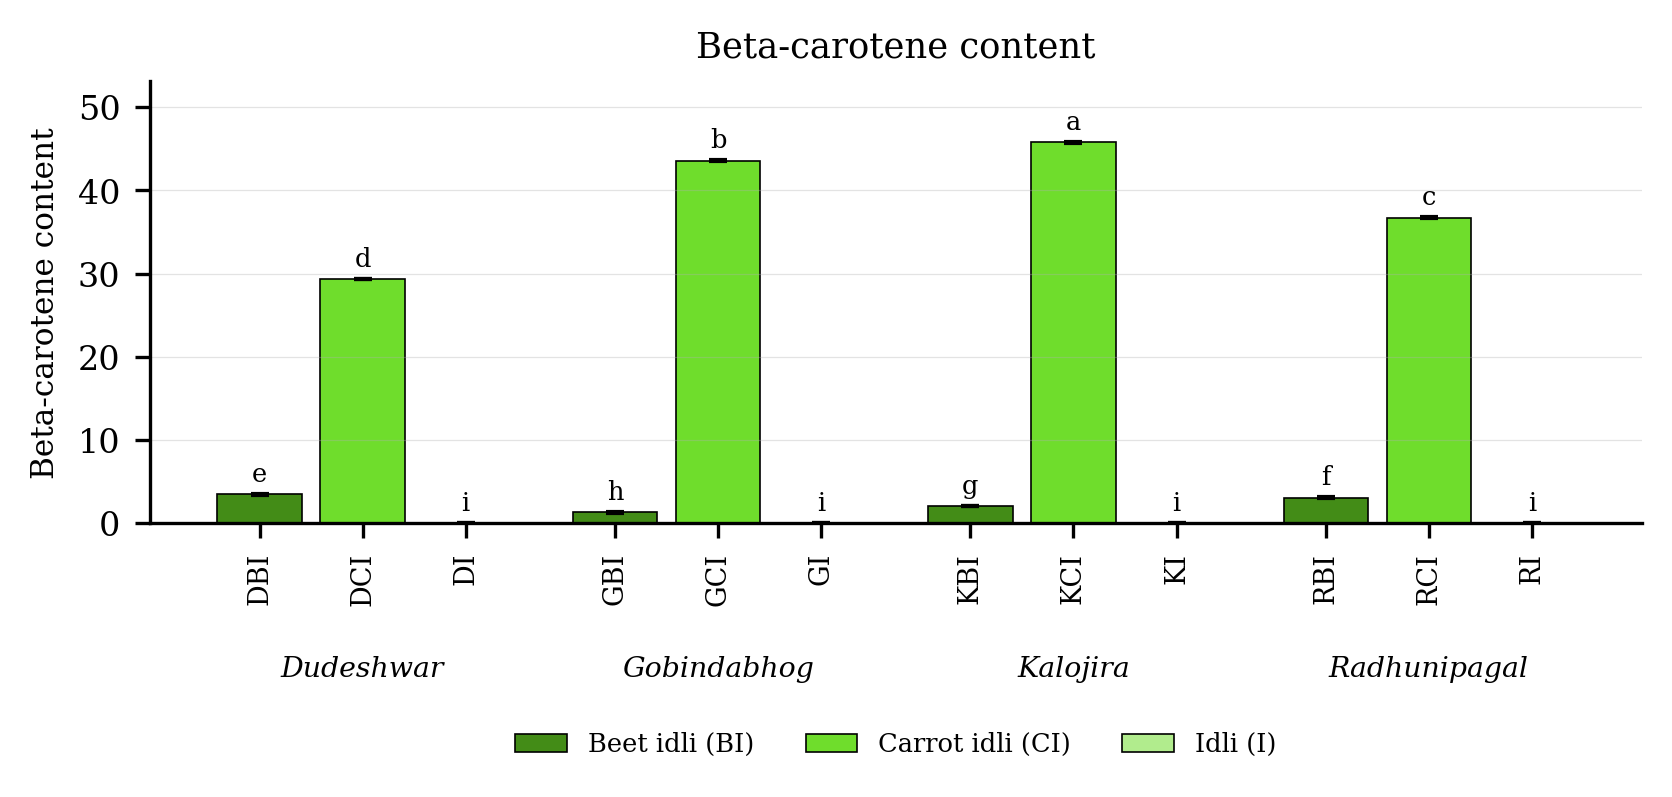 Beta-carotene content
Beta-carotene content
50
40
30
20
10
0
e
d
i
h
b
i
g
a
i
f
c
i
DBI
DCI
DI
GBI
GCI
GI
KBI
KCI
KI
RBI
RCI
RI
Dudeshwar
Gobindabhog
Kalojira
Radhunipagal
Beet idli (BI)
Carrot idli (CI)
Idli (I)